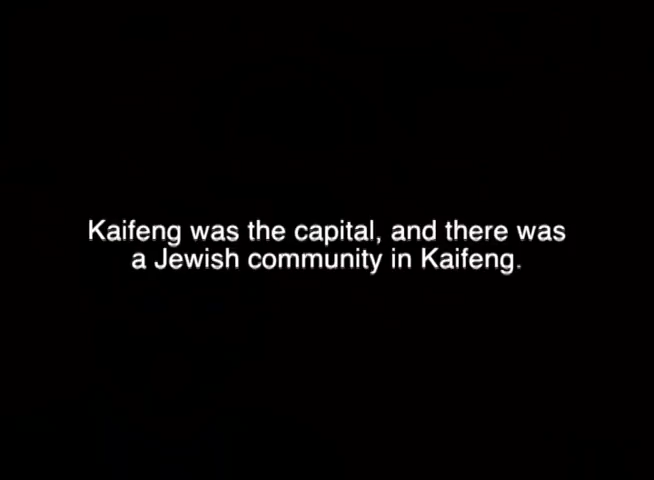 Kaifeng was the capital, and there was
a Jewish community in Kaifeng.